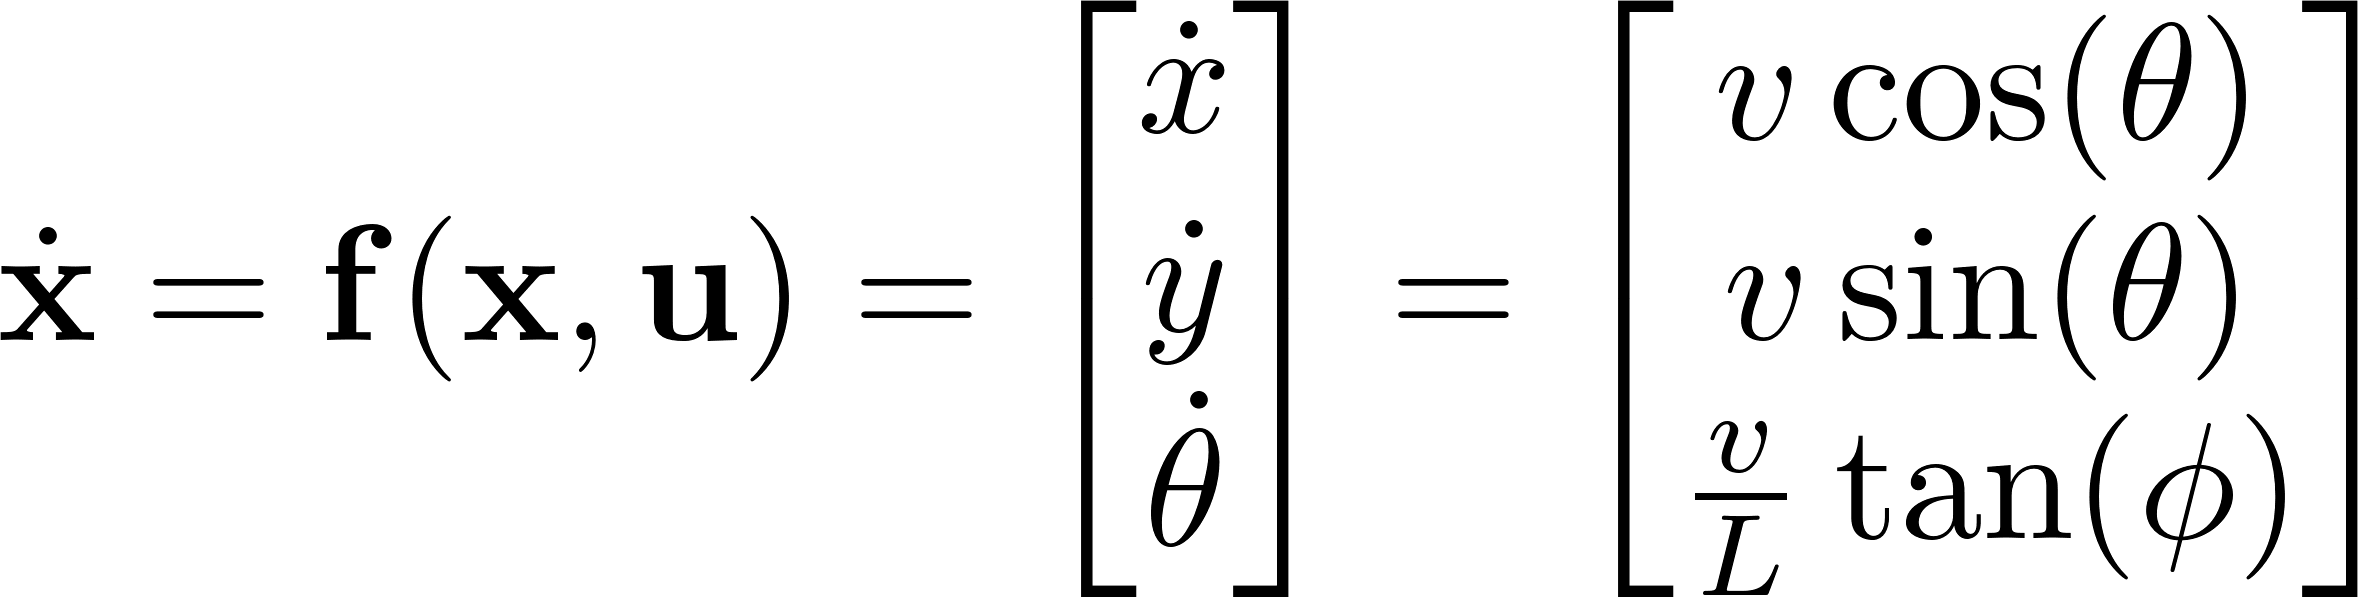 ẋ = f(x, u) = [ẋ ẏ θ̇] = [v cos(θ) v sin(θ) v/L tan(ϕ)]